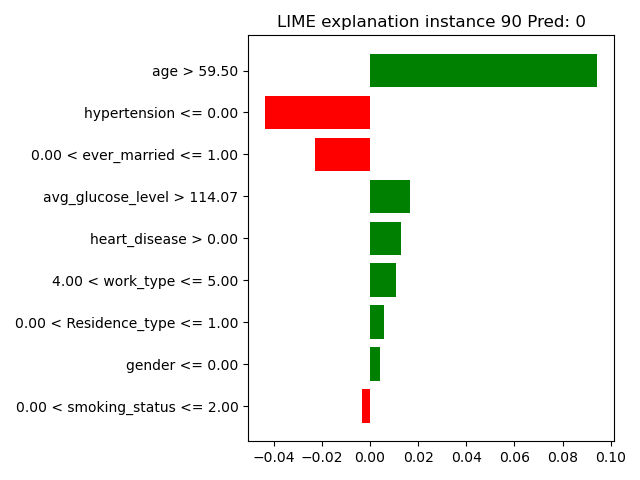 LIME explanation instance 90 Pred: 0
age > 59.50
hypertension <= 0.00
0.00 < ever_married <= 1.00
avg_glucose_level > 114.07
heart_disease > 0.00
4.00 < work_type <= 5.00
0.00 < Residence_type <= 1.00
gender <= 0.00
0.00 < smoking_status <= 2.00
−0.04 −0.02 0.00 0.02 0.04 0.06 0.08 0.10